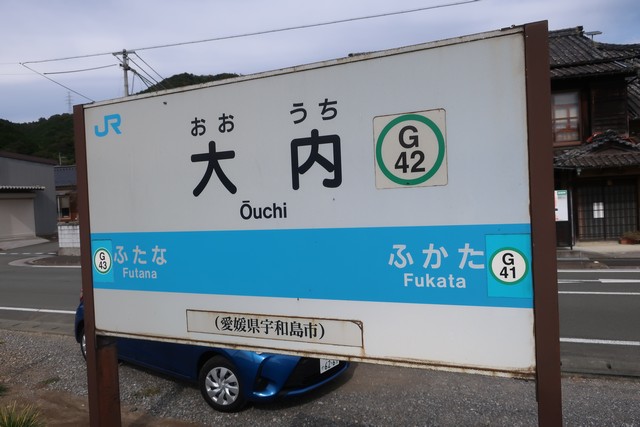 JR
おお うち
大内
G
42
Ōuchi
G
43
ふたな
Futana
ふかた
Fukata
G
41
(愛媛県宇和島市)